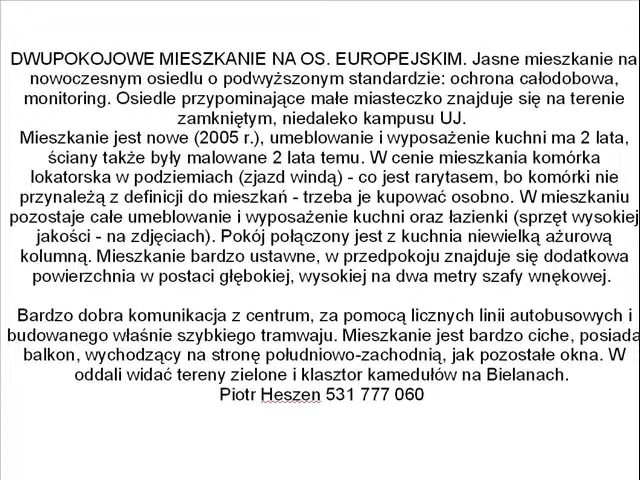 DWUPOKOJOWE MIESZKANIE NA OS. EUROPEJSKIM. Jasne mieszkanie na
nowoczesnym osiedlu o podwyższonym standardzie: ochrona całodobowa,
monitoring. Osiedle przypominające małe miasteczko znajduje się na terenie
zamkniętym, niedaleko kampusu UJ.
Mieszkanie jest nowe (2005 r.), umeblowanie i wyposażenie kuchni ma 2 lata,
ściany także były malowane 2 lata temu. W cenie mieszkania komórka
lokatorska w podziemiach (zjazd windą) - co jest rarytasem, bo komórki nie
przynależą z definicji do mieszkań - trzeba je kupować osobno. W mieszkaniu
pozostaje całe umeblowanie i wyposażenie kuchni oraz łazienki (sprzęt wysokiej
jakości - na zdjęciach). Pokój połączony jest z kuchnia niewielką ażurową
kolumną. Mieszkanie bardzo ustawne, w przedpokoju znajduje się dodatkowa
powierzchnia w postaci głębokiej, wysokiej na dwa metry szafy wnękowej.
Bardzo dobra komunikacja z centrum, za pomocą licznych linii autobusowych i
budowanego właśnie szybkiego tramwaju. Mieszkanie jest bardzo ciche, posiada
balkon, wychodzący na stronę południowo-zachodnią, jak pozostałe okna. W
oddali widać tereny zielone i klasztor kamedułów na Bielanach.
Piotr Heszen 531 777 060